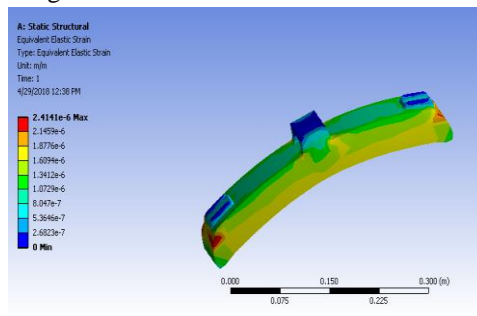 A: Static Structural
Equivalent Elastic Strain
Type: Equivalent Elastic Strain
Unit: m/m
Time: 1
4/29/2018 12:38 PM
2.4141e-6 Max
2.1459e-6
1.8776e-6
1.6094e-6
1.3412e-6
1.0729e-6
8.047e-7
5.3646e-7
2.6823e-7
0 Min
0.000 0.150 0.300 (m)
0.075 0.225